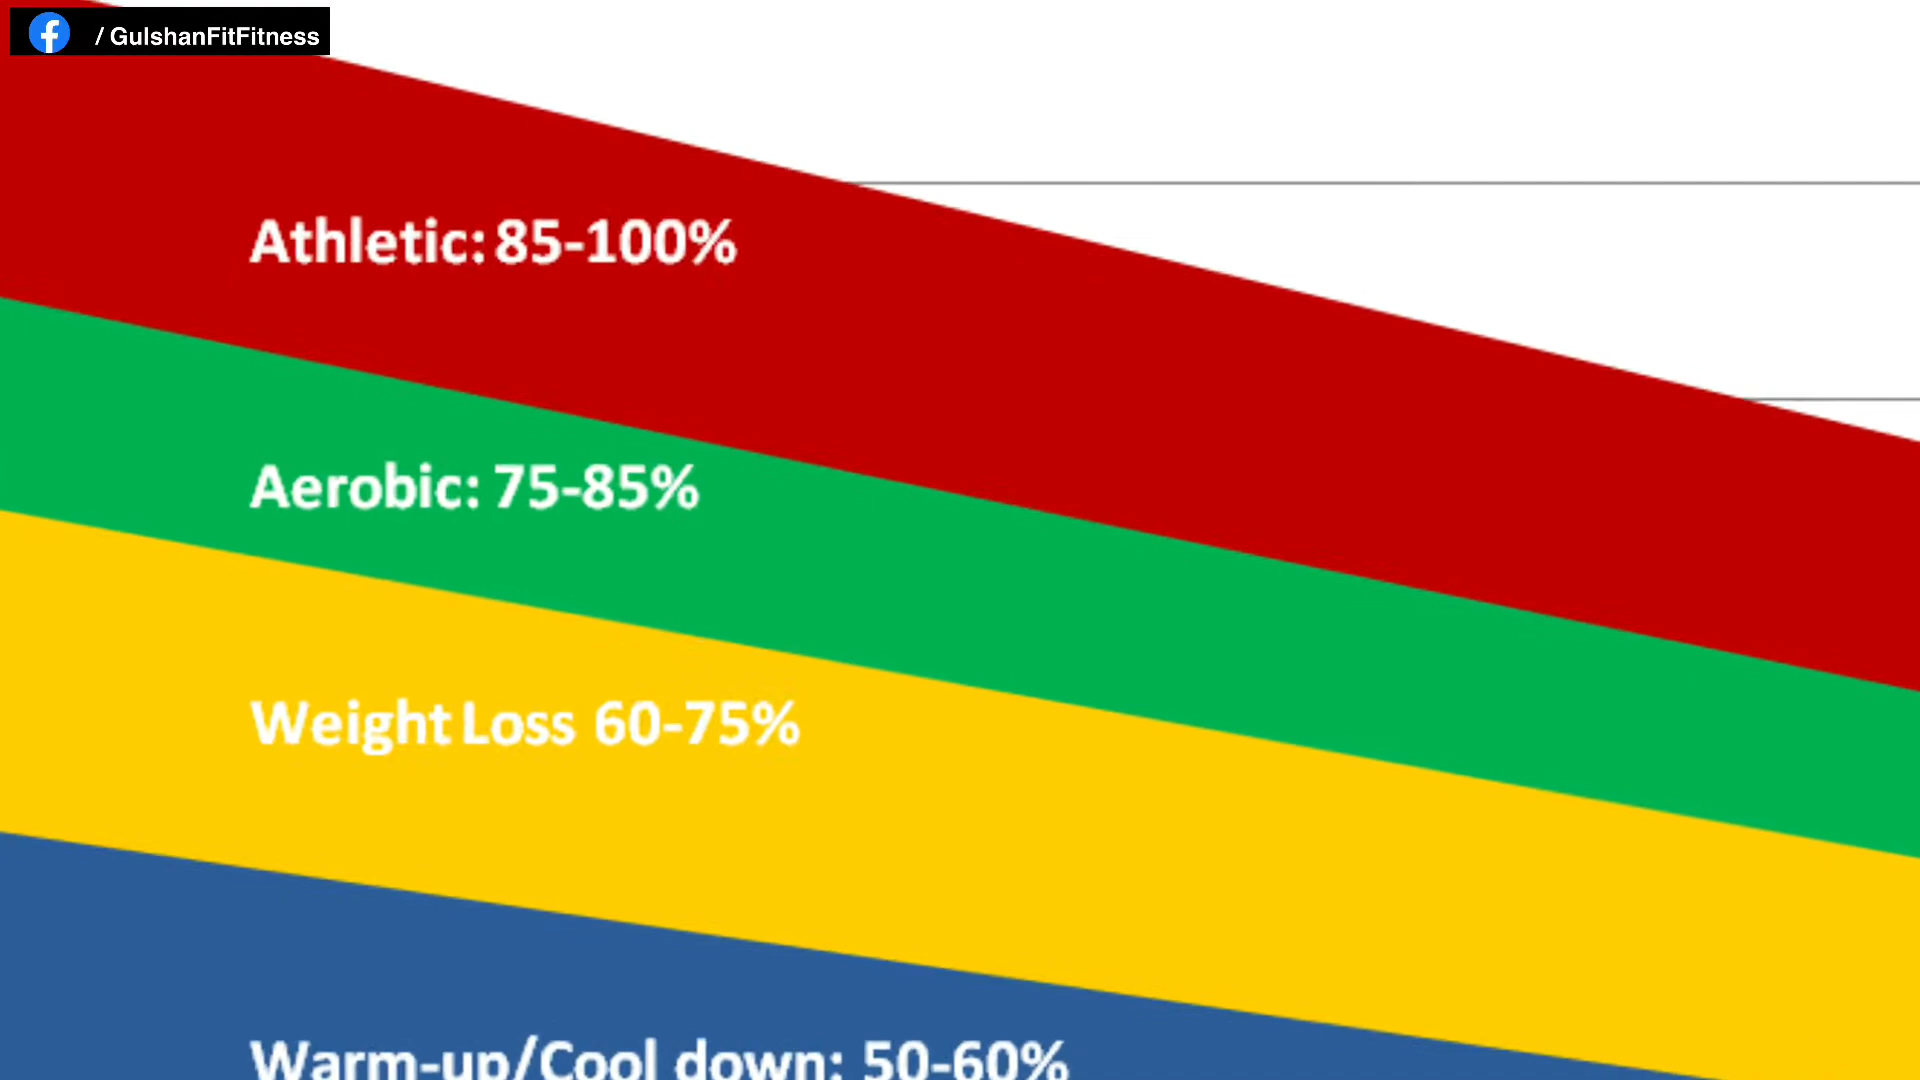 / GulshanFitFitness
Athletic: 85-100%
Aerobic: 75-85%
Weight Loss 60-75%
Warm-up/Cool down: 50-60%